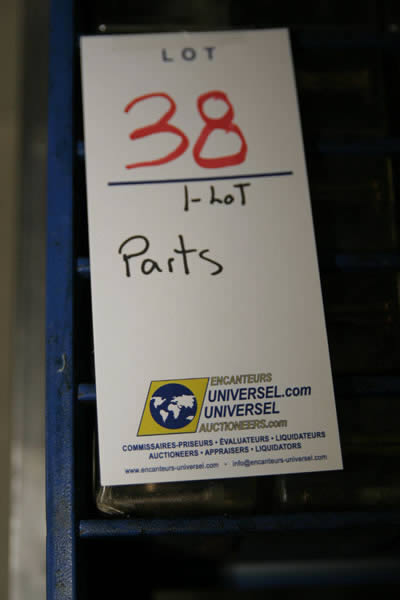 LOT
38
1-LOT
Parts
ENCANTEURS
UNIVERSEL.com
UNIVERSEL
AUCTIONEERS.com
COMMISSAIRES-PRISEURS • ÉVALUATEURS • LIQUIDATEURS
AUCTIONEERS • APPRAISERS • LIQUIDATORS
www.encanteurs-universel.com • info@encanteurs-universel.com